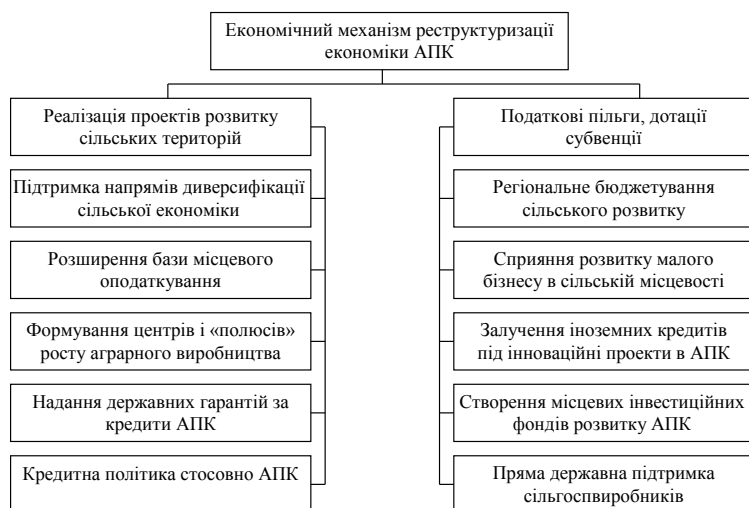 Економічний механізм реструктуризації
економіки АПК
Реалізація проектів розвитку
сільських територій
Підтримка напрямів диверсифікації
сільської економіки
Розширення бази місцевого
оподаткування
Формування центрів і «полюсів»
росту аграрного виробництва
Надання державних гарантій за
кредити АПК
Кредитна політика стосовно АПК
Податкові пільги, дотації
субвенції
Регіональне бюджетування
сільського розвитку
Сприяння розвитку малого
бізнесу в сільській місцевості
Залучення іноземних кредитів
під інноваційні проекти в АПК
Створення місцевих інвестиційних
фондів розвитку АПК
Пряма державна підтримка
сільгоспвиробників